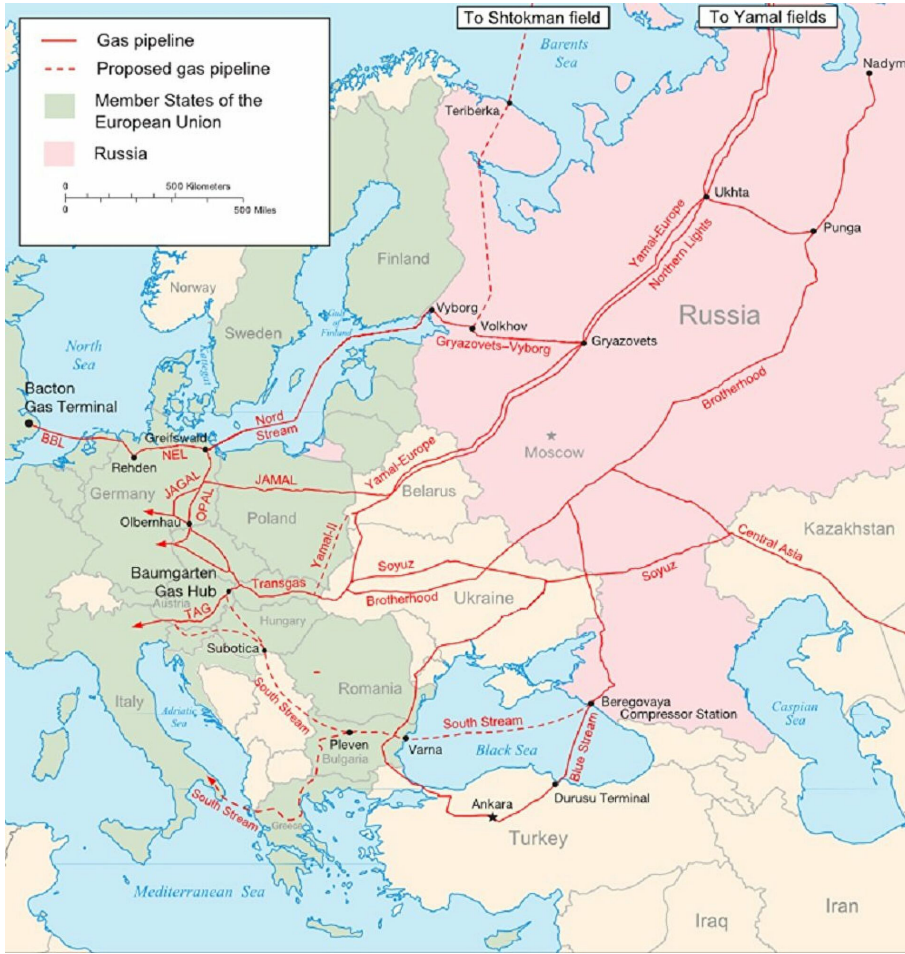 To Shtokman field
To Yamal fields
Gas pipeline
Proposed gas pipeline
Member States of the
European Union
Russia
0
500 Kilometers
0
500 Miles
Barents
Sea
Nadym
Teriberka
Ukhta
Punga
Yamal-Europe
Northern Lights
Finland
Norway
Sweden
Gulf
of
Finland
Vyborg
Volkhov
Gryazovets–Vyborg
Gryazovets
Russia
North
Sea
Kattegat
Brotherhood
Bacton
Gas Terminal
BBL
Greifswald
Nord
Stream
Rehden
NEL
Moscow
Yamal-Europe
Belarus
JAGAL
JAMAL
OPAL
Germany
Poland
Olbernhau
Yamal-II
Kazakhstan
Central Asia
Soyuz
Soyuz
Baumgarten
Gas Hub
Transgas
Brotherhood
Ukraine
Austria
TAG
Hungary
Subotica
South Stream
Romania
Italy
Adriatic
Sea
Beregovaya
Compressor Station
Caspian
Sea
South Stream
Pleven
Bulgaria
Varna
Black Sea
Blue Stream
Durusu Terminal
Ankara
South Stream
Greece
Turkey
Mediterranean Sea
Iraq
Iran